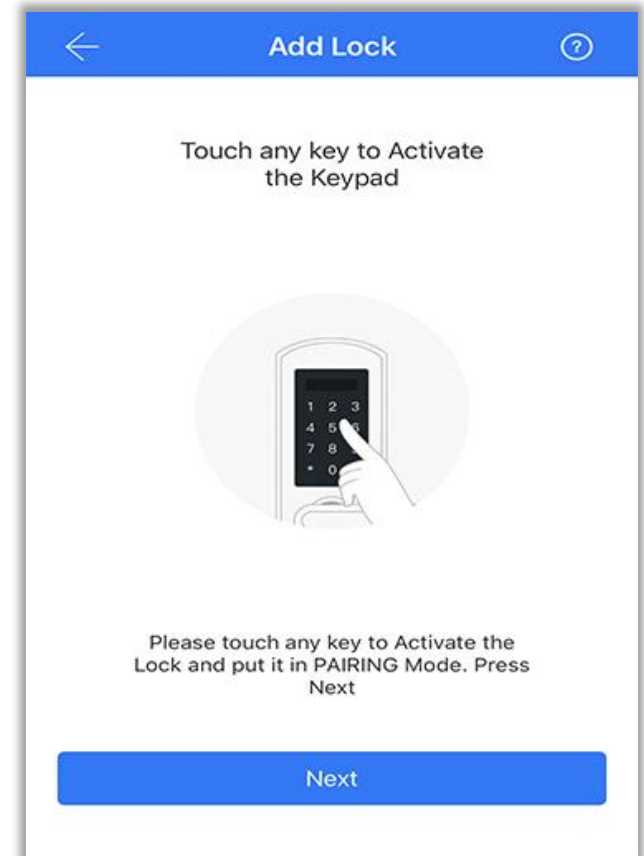 Add Lock
?
Touch any key to Activate
the Keypad
1 2 3
4 5 6
7 8
* 0
Please touch any key to Activate the
Lock and put it in PAIRING Mode. Press
Next
Next